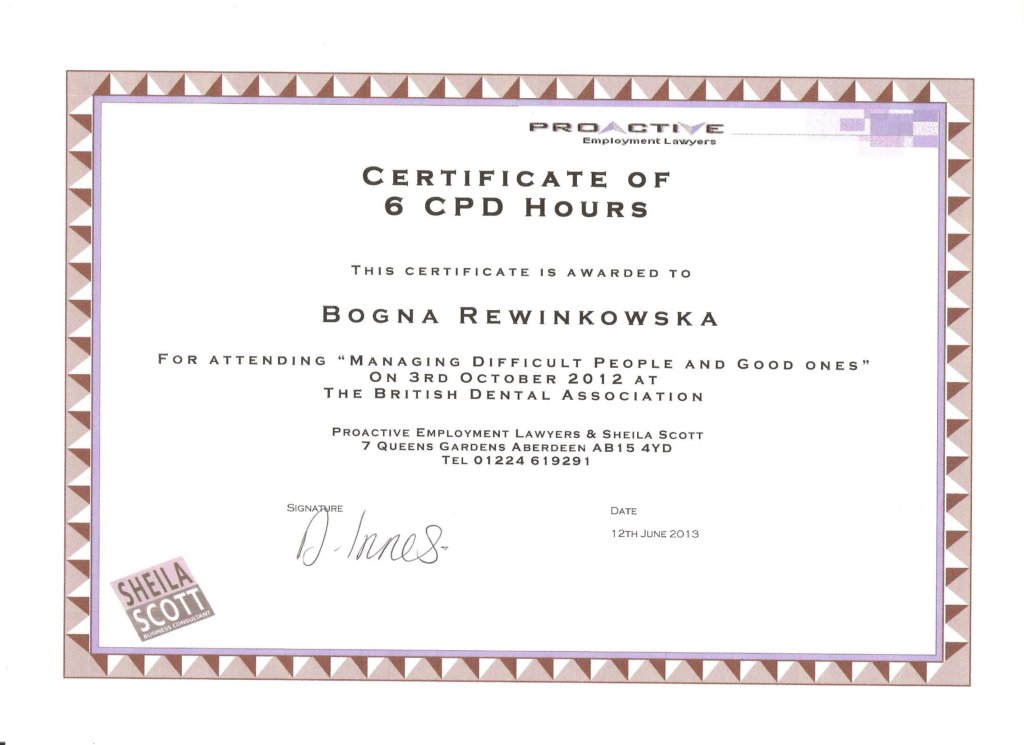 PROACTIVE
Employment Lawyers
CERTIFICATE OF
6 CPD HOURS
THIS CERTIFICATE IS AWARDED TO
BOGNA REWINKOWSKA
FOR ATTENDING “MANAGING DIFFICULT PEOPLE AND GOOD ONES”
ON 3RD OCTOBER 2012 AT
THE BRITISH DENTAL ASSOCIATION
PROACTIVE EMPLOYMENT LAWYERS & SHEILA SCOTT
7 QUEENS GARDENS ABERDEEN AB15 4YD
TEL 01224 619291
SIGNATURE
D. Innes
DATE
12TH JUNE 2013
SHEILA
SCOTT
BUSINESS CONSULTANT